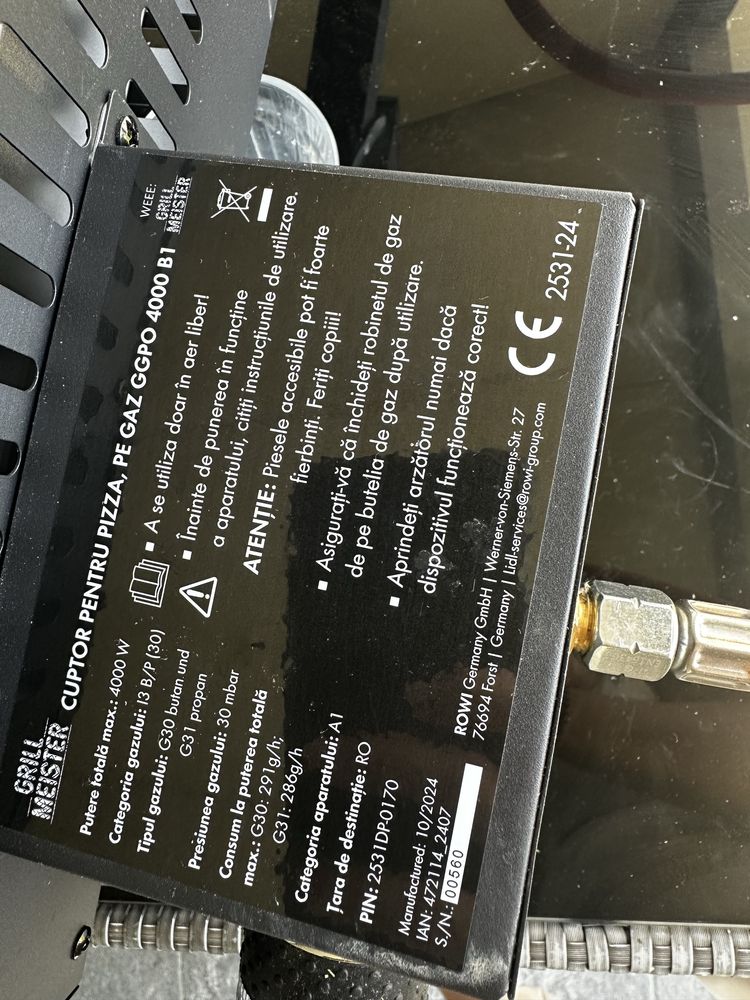 GRILL
MEISTER
CUPTOR PENTRU PIZZA, PE GAZ GGPO 4000 B1
WEEE:
GRILL
MEISTER
Putere totală max.: 4000 W
Categoria gazului: I3 B/P (30)
Tipul gazului: G30 butan und
G31 propan
Presiunea gazului: 30 mbar
Consum la puterea totală
max.: G30: 291g/h;
G31: 286g/h
Categoria aparatului: A1
Țara de destinație: RO
PIN: 2531DP-0170
Manufactured: 10/2024
IAN: 472114_2407
S/N.: 00560
▪ A se utiliza doar în aer liber!
▪ Înainte de punerea în funcține
a aparatului, citiți instrucțiunile de utilizare.
ATENȚIE: Piesele accesibile pot fi foarte
fierbinți. Feriți copiii!
▪ Asigurați-vă că închideți robinetul de gaz
de pe butelia de gaz după utilizare.
▪ Aprindeți arzătorul numai dacă
dispozitivul funcționează corect!
ROWI Germany GmbH | Werner-von-Siemens-Str. 27
76694 Forst | Germany | Lidl-services@rowi-group.com
CE 2531-24